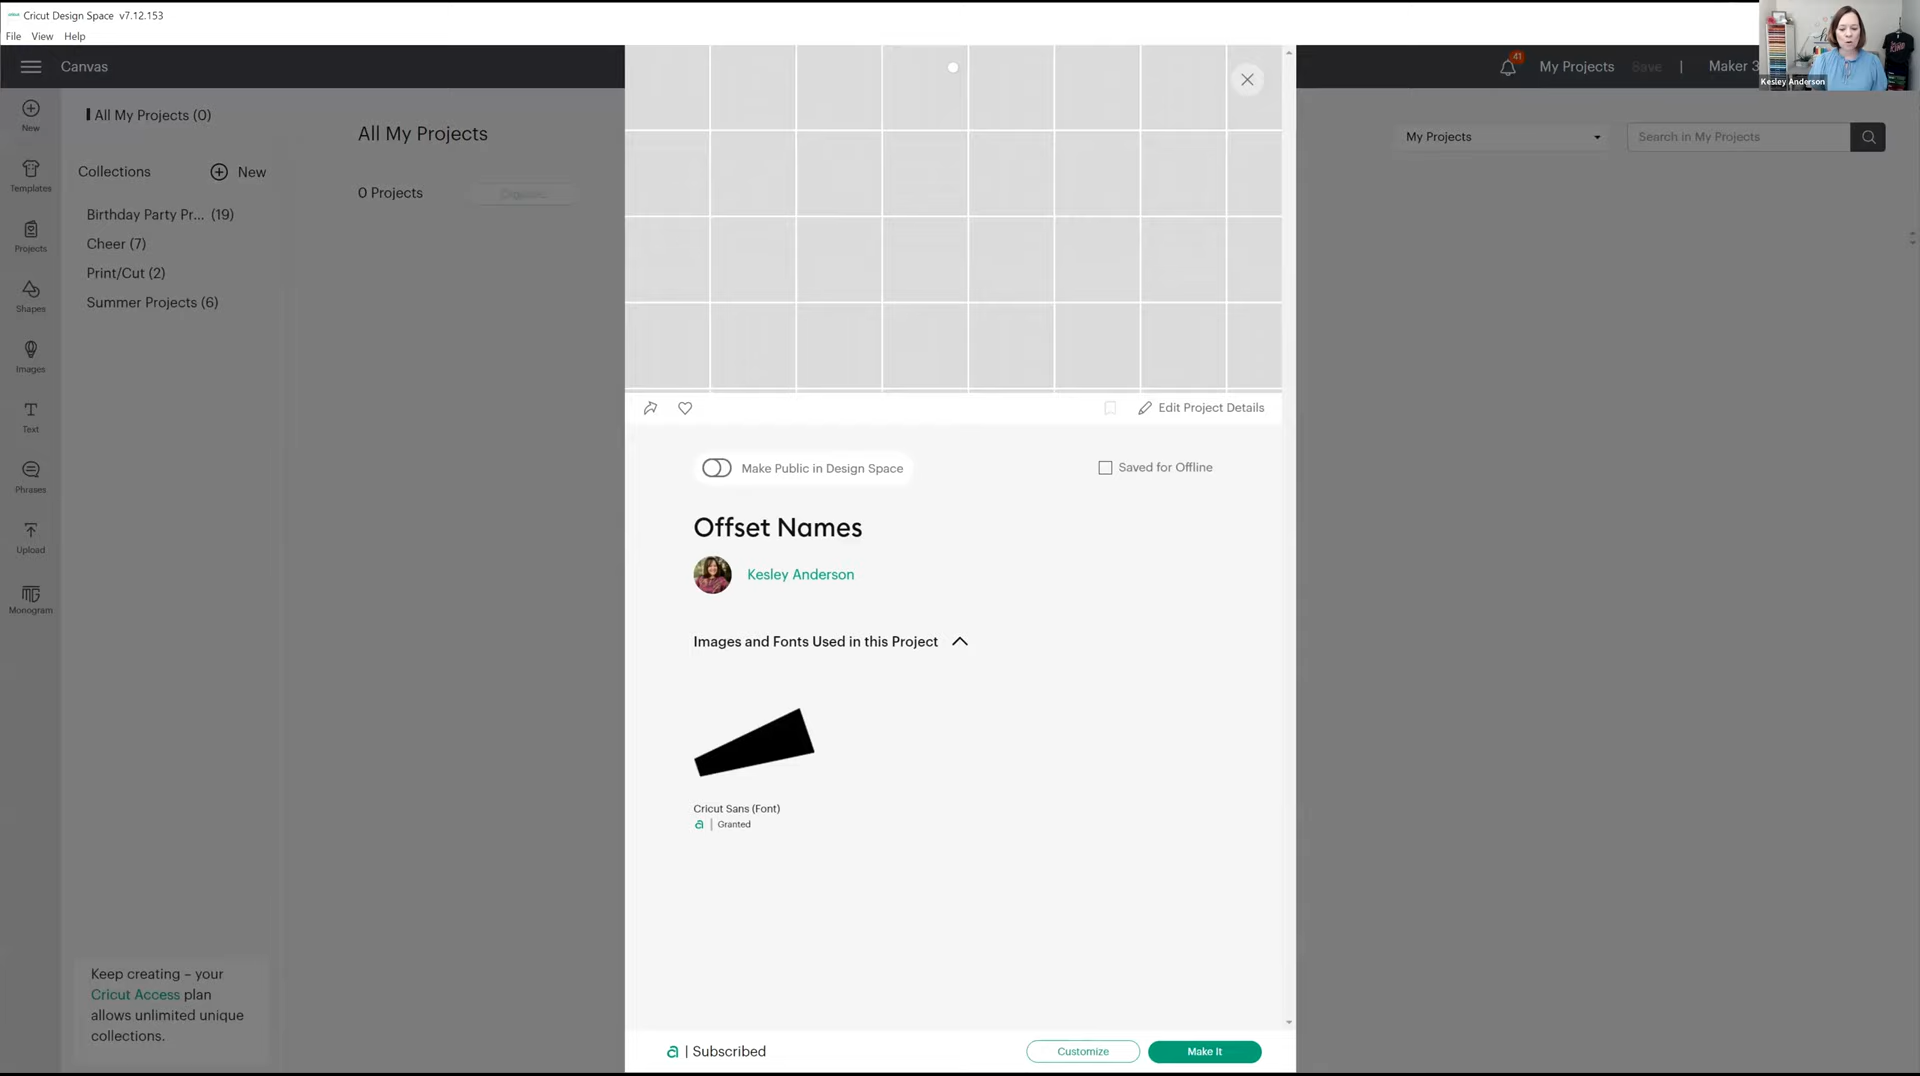 Cricut Design Space v7.12.153
File View Help
Canvas
41
My Projects Save | Maker 3
Kesley Anderson
New
Templates
Projects
Shapes
Images
Text
Phrases
Upload
Monogram
All My Projects (0)
Collections
New
Birthday Party Pr... (19)
Cheer (7)
Print/Cut (2)
Summer Projects (6)
Keep creating – your
Cricut Access plan
allows unlimited unique
collections.
All My Projects
0 Projects
My Projects
Search in My Projects
Edit Project Details
Make Public in Design Space
Saved for Offline
Offset Names
Kesley Anderson
Images and Fonts Used in this Project
Cricut Sans (Font)
a | Granted
a | Subscribed
Customize
Make It